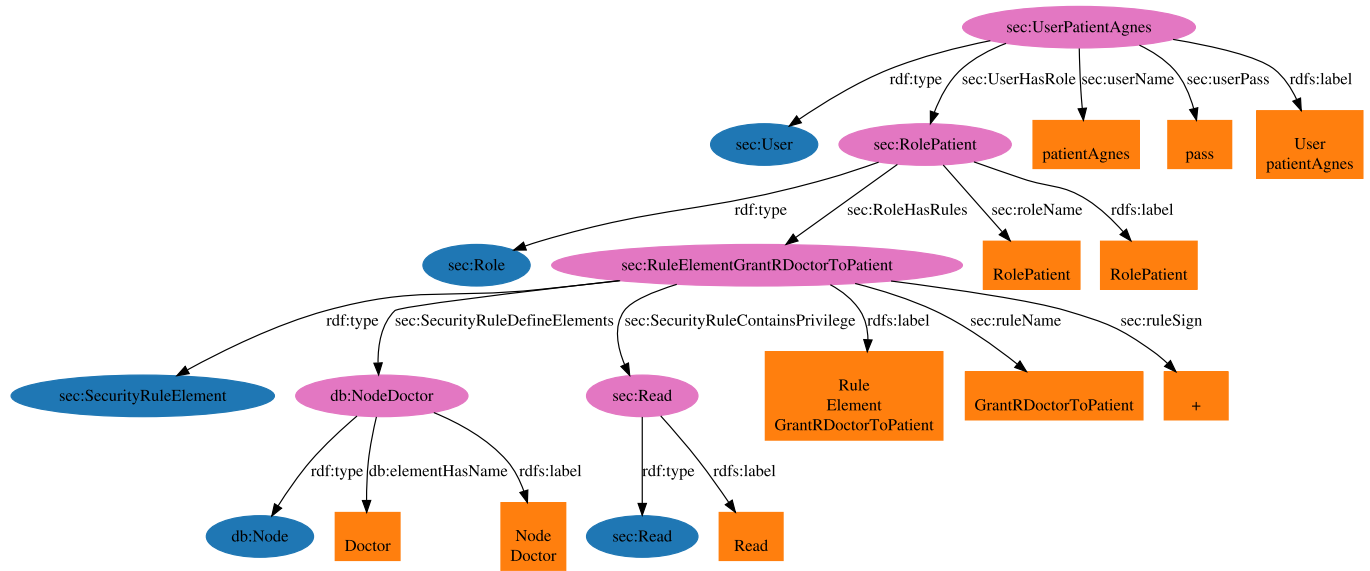 sec:UserPatientAgnes
rdf:type
sec:UserHasRole
sec:userName
sec:userPass
rdfs:label
sec:User
sec:RolePatient
patientAgnes
pass
User
patientAgnes
rdf:type
sec:RoleHasRules
sec:roleName
rdfs:label
sec:Role
sec:RuleElementGrantRDoctorToPatient
RolePatient
RolePatient
rdf:type
sec:SecurityRuleDefineElements
sec:SecurityRuleContainsPrivilege
rdfs:label
sec:ruleName
sec:ruleSign
sec:SecurityRuleElement
db:NodeDoctor
sec:Read
Rule
Element
GrantRDoctorToPatient
GrantRDoctorToPatient
+
rdf:type
db:elementHasName
rdfs:label
rdf:type
rdfs:label
db:Node
Doctor
Node
Doctor
sec:Read
Read